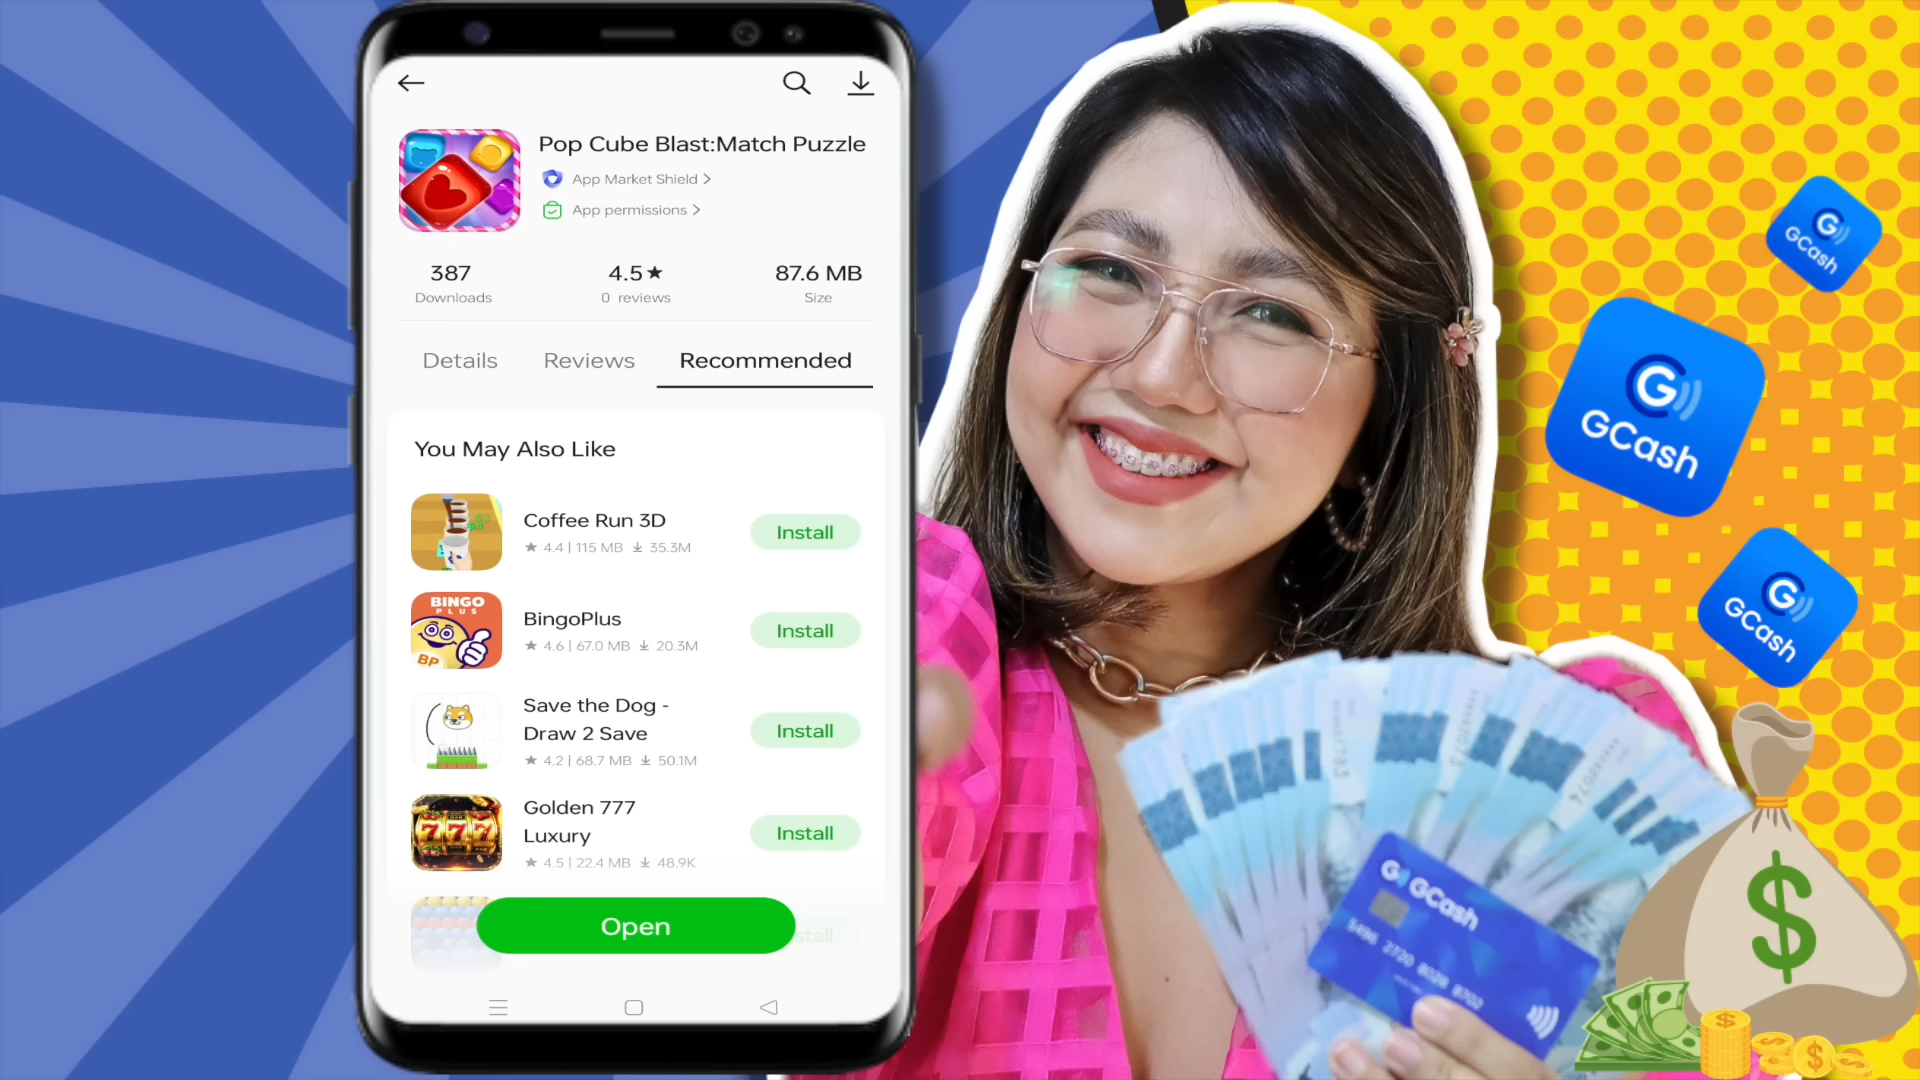 Pop Cube Blast:Match Puzzle
App Market Shield >
App permissions >
387
Downloads
4.5★
0 reviews
87.6 MB
Size
Details
Reviews
Recommended
You May Also Like
Coffee Run 3D
★ 4.4 | 115 MB 35.3M
Install
BINGO
PLUS
BP
BingoPlus
★ 4.6 | 67.0 MB 20.3M
Install
Save the Dog -
Draw 2 Save
★ 4.2 | 68.7 MB 50.1M
Install
777
Golden 777
Luxury
★ 4.5 | 22.4 MB 48.9K
Install
Open
G
GCash
G
GCash
G
GCash
GCash
$